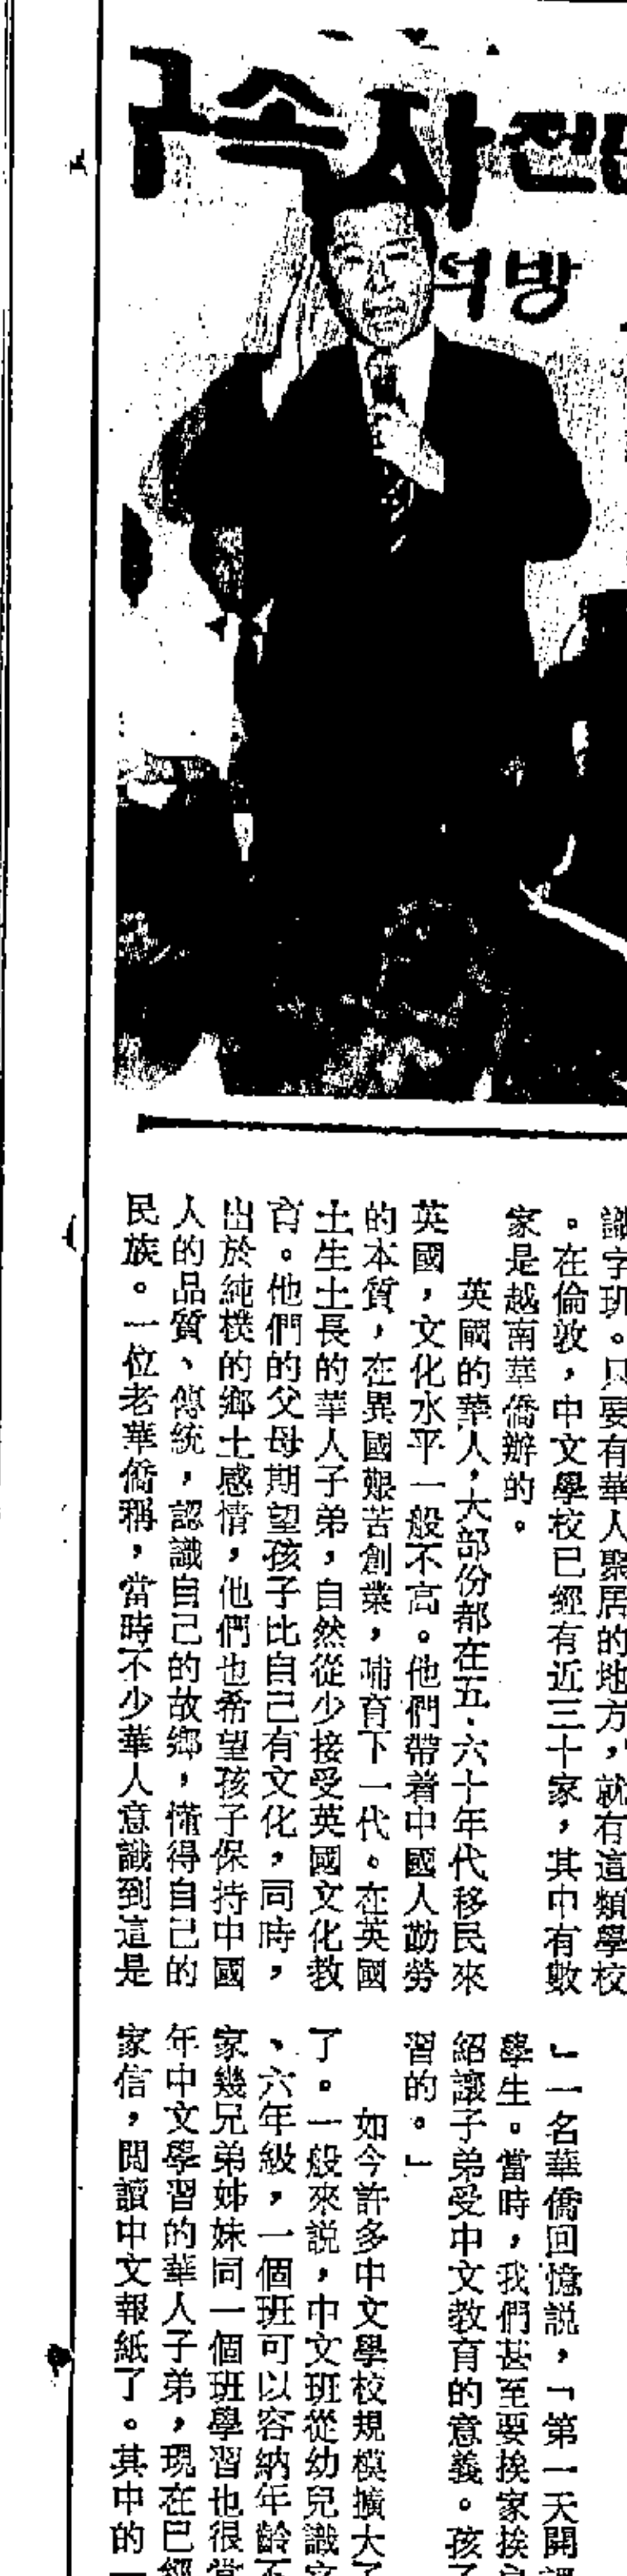 구속자 전
석방
識字班。只要有華人聚居的地方，就有這類學校
。在倫敦，中文學校已經有近三十家，其中有數
家是越南華僑辦的。
英國的華人，大部份都在五、六十年代移民來
英國，文化水平一般不高。他們帶着中國人勤勞
的本質，在異國艱苦創業，哺育下一代。在英國
土生土長的華人子弟，自然從少接受英國文化教
育。他們的父母期望孩子比自己有文化，同時，
出於純樸的鄉土感情，他們也希望孩子保持中國
人的品質、傳統，認識自己的故鄉，懂得自己的
民族。一位老華僑稱，當時不少華人意識到這是
」一名華僑回憶説，「第一天開
學生。當時，我們甚至要挨家挨
紹讓子弟受中文教育的意義。孩子
習的。」
如今許多中文學校規模擴大了
了。一般來説，中文班從幼兒識字
、六年級，一個班可以容納年齡不
家幾兄弟姊妹同一個班學習也很常
年中文學習的華人子弟，現在已經
家信，閲讀中文報紙了。其中的一